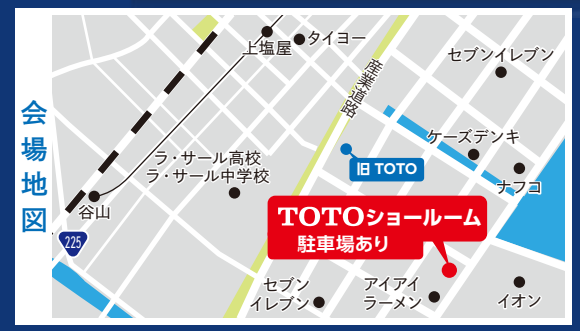 会場地図
上塩屋
タイヨー
セブンイレブン
産業道路
ケーズデンキ
旧 TOTO
ラ・サール高校
ラ・サール中学校
ナフコ
谷山
TOTOショールーム
駐車場あり
225
セブン
イレブン
アイアイ
ラーメン
イオン